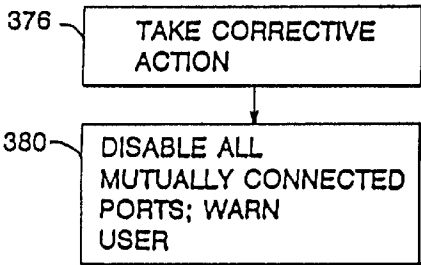 376
TAKE CORRECTIVE
ACTION
380
DISABLE ALL
MUTUALLY CONNECTED
PORTS; WARN
USER